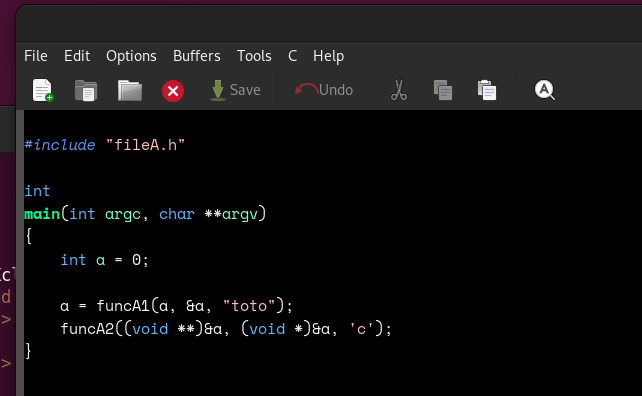 File Edit Options Buffers Tools C Help
Save Undo
#include "fileA.h"
int
main(int argc, char **argv)
{
int a = 0;
a = funcA1(a, &a, "toto");
funcA2((void **)&a, (void *)&a, 'c');
}